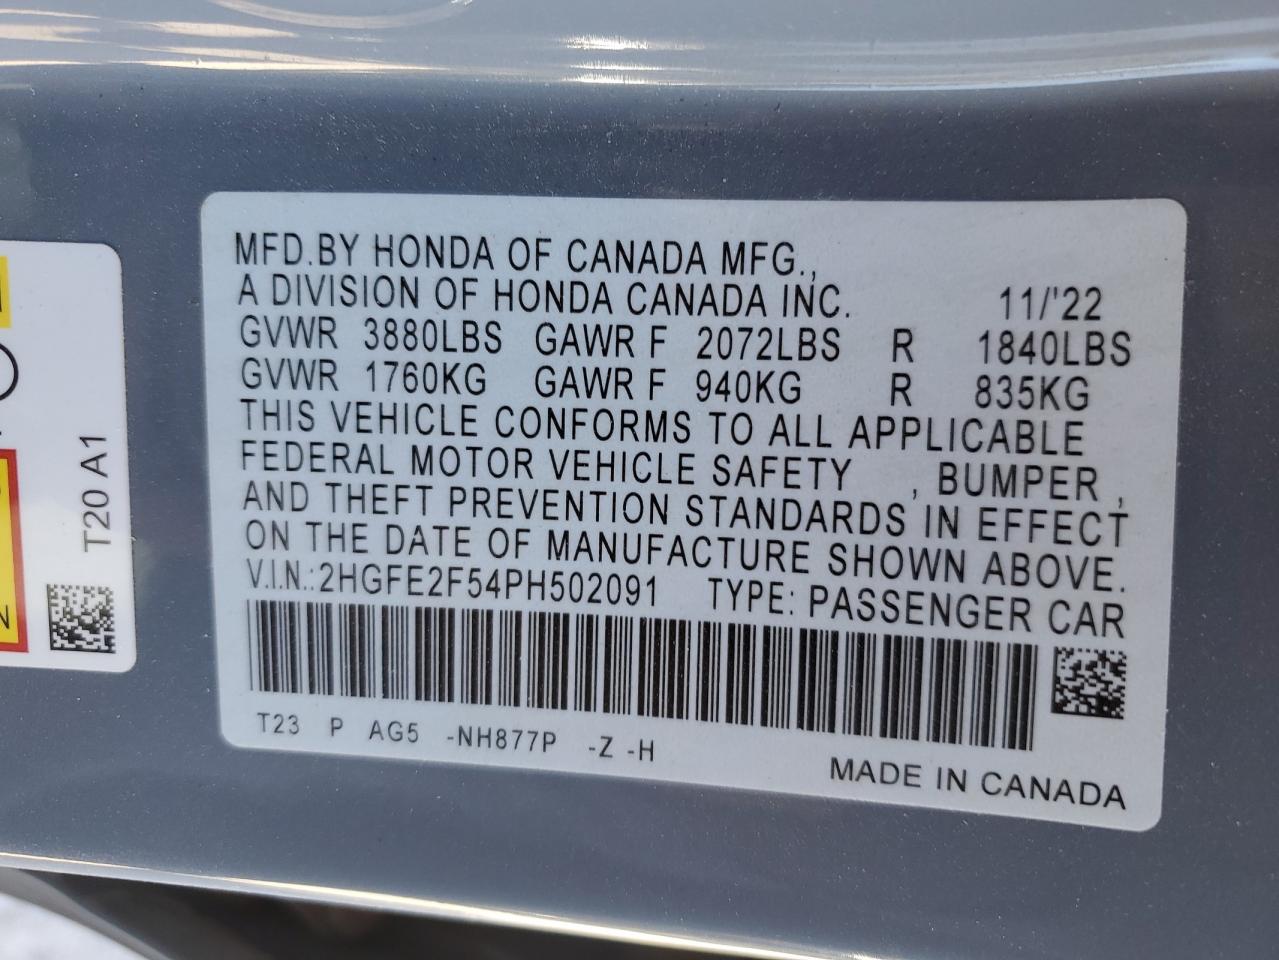 MFD.BY HONDA OF CANADA MFG.,
A DIVISION OF HONDA CANADA INC. 11/'22
GVWR 3880LBS GAWR F 2072LBS R 1840LBS
GVWR 1760KG GAWR F 940KG R 835KG
THIS VEHICLE CONFORMS TO ALL APPLICABLE
FEDERAL MOTOR VEHICLE SAFETY , BUMPER ,
AND THEFT PREVENTION STANDARDS IN EFFECT
ON THE DATE OF MANUFACTURE SHOWN ABOVE.
V.I.N.:2HGFE2F54PH502091 TYPE: PASSENGER CAR
T23 P AG5 -NH877P -Z -H
MADE IN CANADA
T20 A1